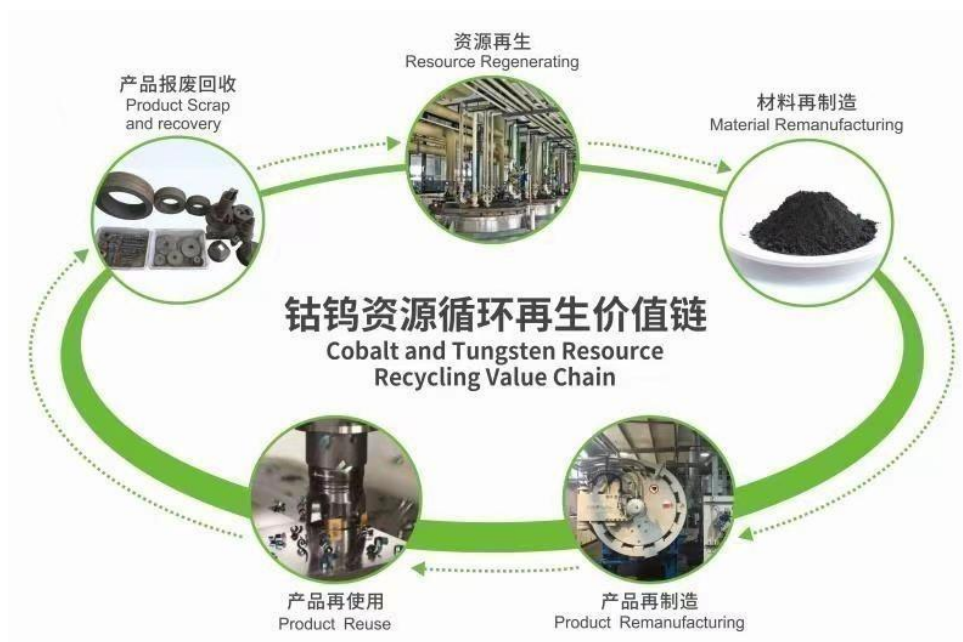 资源再生
Resource Regenerating
产品报废回收
Product Scrap
and recovery
材料再制造
Material Remanufacturing
钴钨资源循环再生价值链
Cobalt and Tungsten Resource
Recycling Value Chain
产品再使用
Product Reuse
产品再制造
Product Remanufacturing